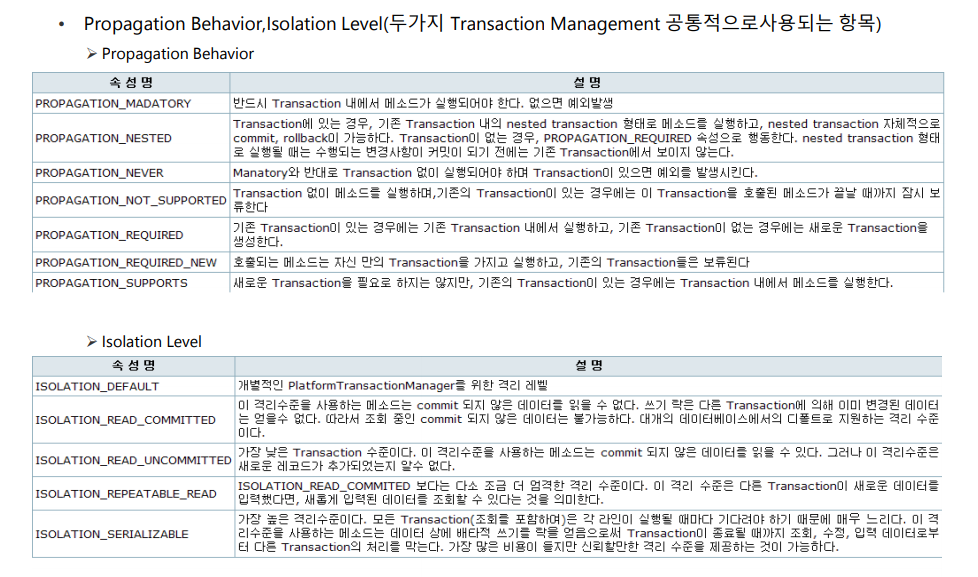 • Propagation Behavior,Isolation Level(두가지 Transaction Management 공통적으로사용되는 항목)
➢ Propagation Behavior
속 성 명 설 명
PROPAGATION_MADATORY 반드시 Transaction 내에서 메소드가 실행되어야 한다. 없으면 예외발생
PROPAGATION_NESTED Transaction에 있는 경우, 기존 Transaction 내의 nested transaction 형태로 메소드를 실행하고, nested transaction 자체적으로
commit, rollback이 가능하다. Transaction이 없는 경우, PROPAGATION_REQUIRED 속성으로 행동한다. nested transaction 형태
로 실행될 때는 수행되는 변경사항이 커밋이 되기 전에는 기존 Transaction에서 보이지 않는다.
PROPAGATION_NEVER Manatory와 반대로 Transaction 없이 실행되어야 하며 Transaction이 있으면 예외를 발생시킨다.
PROPAGATION_NOT_SUPPORTED Transaction 없이 메소드를 실행하며,기존의 Transaction이 있는 경우에는 이 Transaction을 호출된 메소드가 끝날 때까지 잠시 보
류한다
PROPAGATION_REQUIRED 기존 Transaction이 있는 경우에는 기존 Transaction 내에서 실행하고, 기존 Transaction이 없는 경우에는 새로운 Transaction을
생성한다.
PROPAGATION_REQUIRED_NEW 호출되는 메소드는 자신 만의 Transaction을 가지고 실행하고, 기존의 Transaction들은 보류된다
PROPAGATION_SUPPORTS 새로운 Transaction을 필요로 하지는 않지만, 기존의 Transaction이 있는 경우에는 Transaction 내에서 메소드를 실행한다.
➢ Isolation Level
속 성 명 설 명
ISOLATION_DEFAULT 개별적인 PlatformTransactionManager를 위한 격리 레벨
ISOLATION_READ_COMMITTED 이 격리수준을 사용하는 메소드는 commit 되지 않은 데이터를 읽을 수 없다. 쓰기 락은 다른 Transaction에 의해 이미 변경된 데이터
는 얻을수 없다. 따라서 조회 중인 commit 되지 않은 데이터는 불가능하다. 대개의 데이터베이스에서의 디폴트로 지원하는 격리 수준
이다.
ISOLATION_READ_UNCOMMITTED 가장 낮은 Transaction 수준이다. 이 격리수준을 사용하는 메소드는 commit 되지 않은 데이터를 읽을 수 있다. 그러나 이 격리수준은
새로운 레코드가 추가되었는지 알수 없다.
ISOLATION_REPEATABLE_READ ISOLATION_READ_COMMITED 보다는 다소 조금 더 엄격한 격리 수준이다. 이 격리 수준은 다른 Transaction이 새로운 데이터를
입력했다면, 새롭게 입력된 데이터를 조회할 수 있다는 것을 의미한다.
ISOLATION_SERIALIZABLE 가장 높은 격리수준이다. 모든 Transaction(조회를 포함하며)은 각 라인이 실행될 때마다 기다려야 하기 때문에 매우 느리다. 이 격
리수준을 사용하는 메소드는 데이터 상에 배타적 쓰기를 락을 얻음으로써 Transaction이 종료될 때까지 조회, 수정, 입력 데이터로부
터 다른 Transaction의 처리를 막는다. 가장 많은 비용이 들지만 신뢰할만한 격리 수준을 제공하는 것이 가능하다.